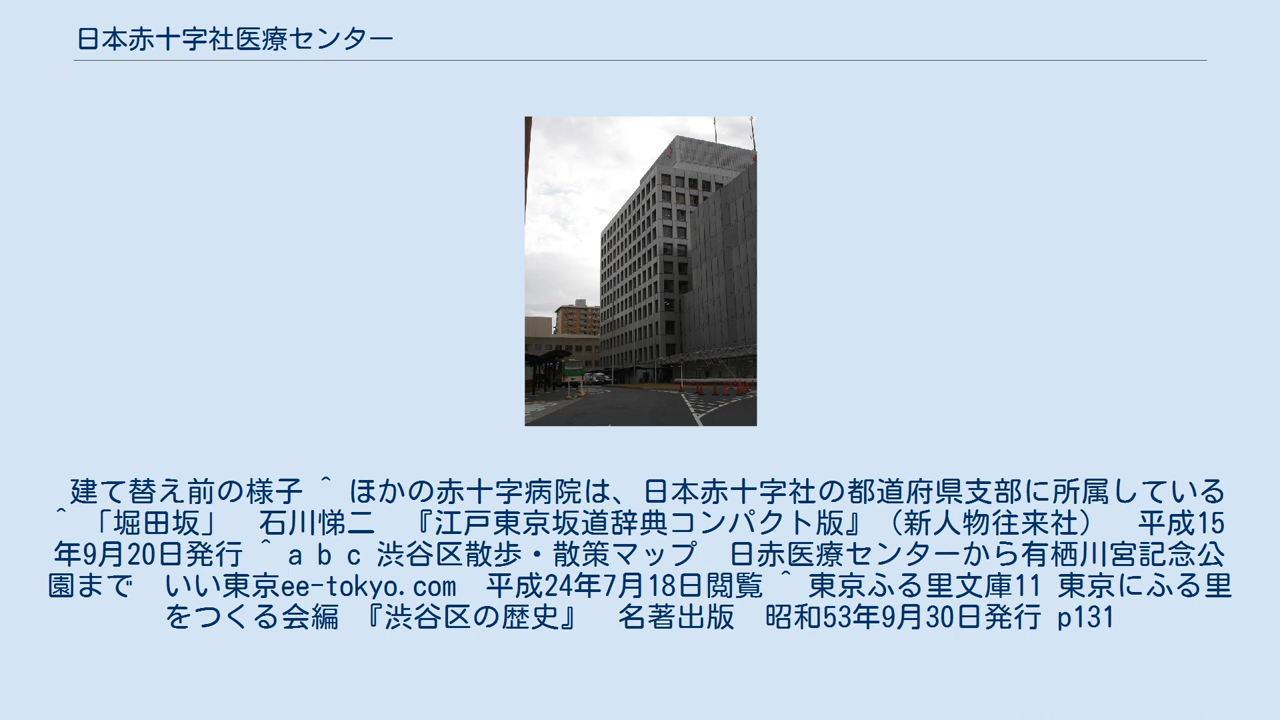 日本赤十字社医療センター
建て替え前の様子 ^ ほかの赤十字病院は、日本赤十字社の都道府県支部に所属している
^ 「堀田坂」　石川悌二　『江戸東京坂道辞典コンパクト版』（新人物往来社）　平成15
年9月20日発行 ^ a b c 渋谷区散歩・散策マップ　日赤医療センターから有栖川宮記念公
園まで　いい東京ee-tokyo.com　平成24年7月18日閲覧 ^ 東京ふる里文庫11 東京にふる里
をつくる会編 『渋谷区の歴史』　名著出版　昭和53年9月30日発行 p131